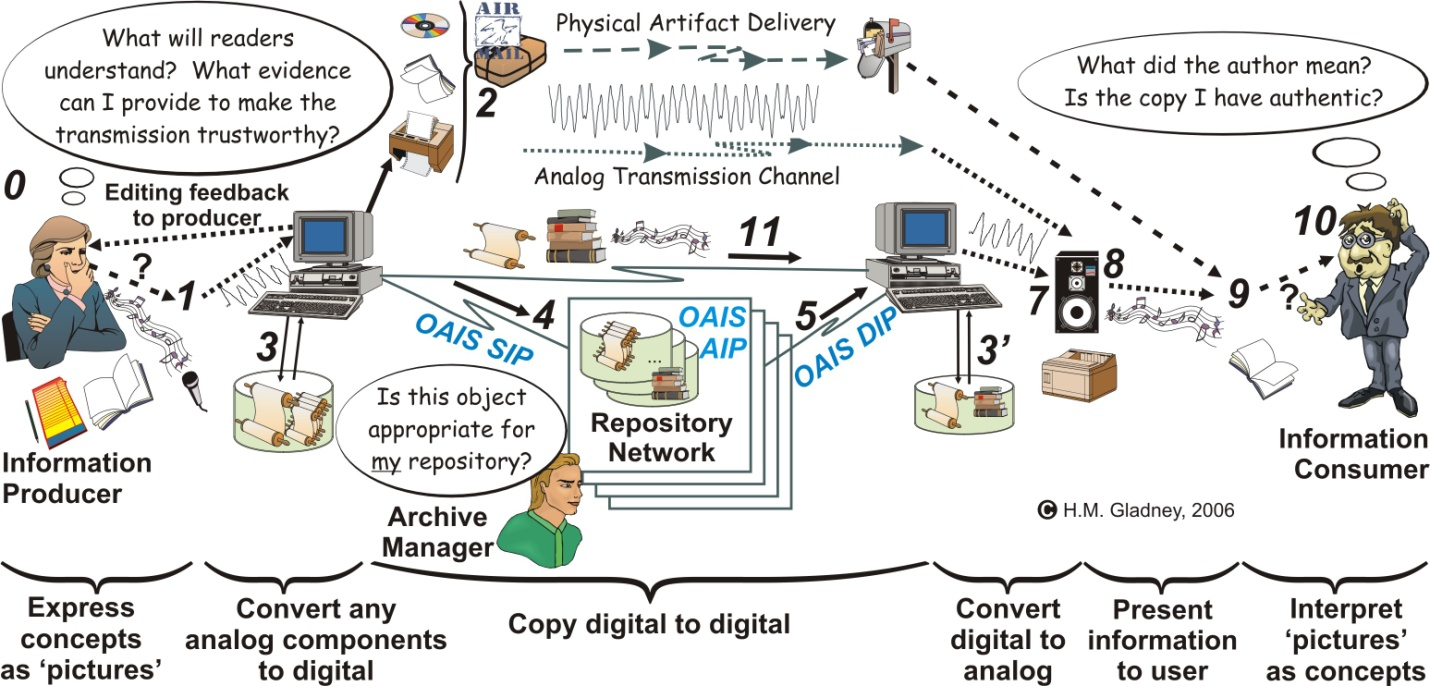 What will readers
understand? What evidence
can I provide to make the
transmission trustworthy?
AIR
MAIL
2
Physical Artifact Delivery
Analog Transmission Channel
What did the author mean?
Is the copy I have authentic?
0
Editing feedback
to producer
?
1
3
11
4
OAIS SIP
OAIS
AIP
...
Repository
Network
5
OAIS DIP
3’
7
8
9
?
10
Information
Producer
Is this object
appropriate for
my repository?
Archive
Manager
Information
Consumer
© H.M. Gladney, 2006
Express
concepts
as ‘pictures’
Convert any
analog components
to digital
Copy digital to digital
Convert
digital to
analog
Present
information
to user
Interpret
‘pictures’
as concepts